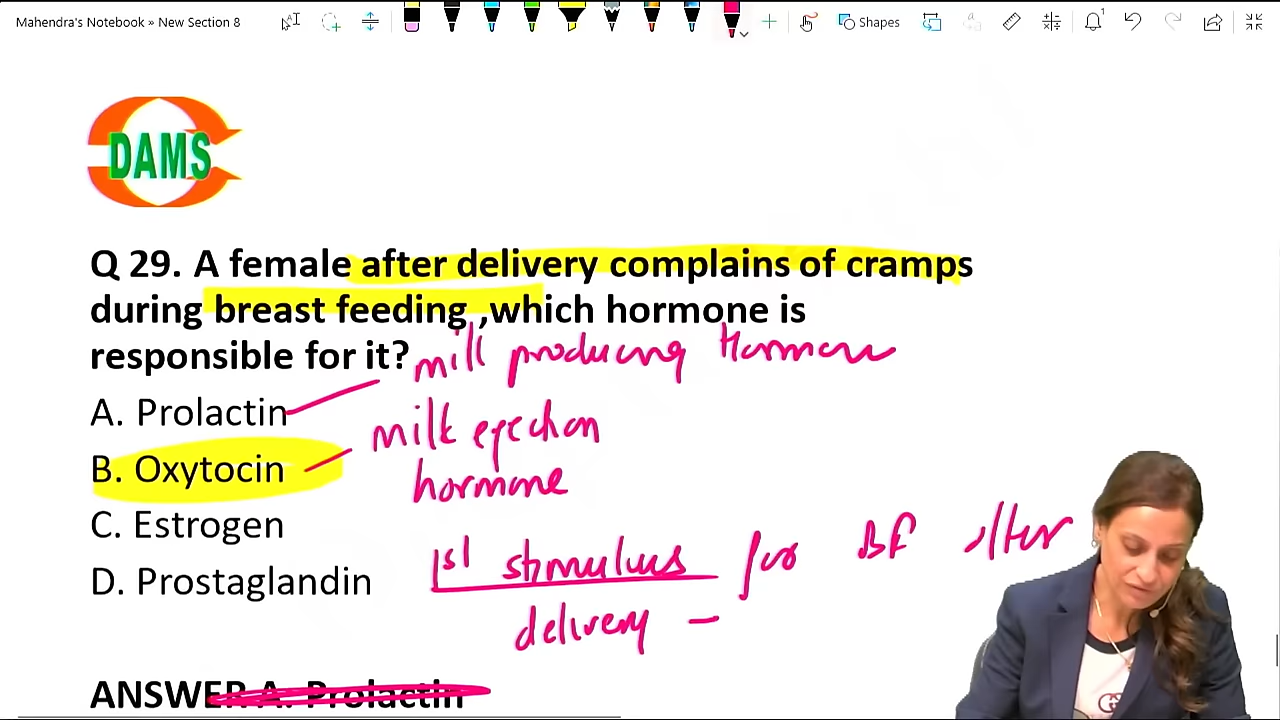 Mahendra's Notebook » New Section 8
Shapes
1
DAMS
Q 29. A female after delivery complains of cramps
during breast feeding ,which hormone is
responsible for it?
milk producing Hormone
A. Prolactin
milk ejection
B. Oxytocin
hormone
C. Estrogen
1st stimulus for BF after
D. Prostaglandin
delivery –
ANSWER A. Prolactin